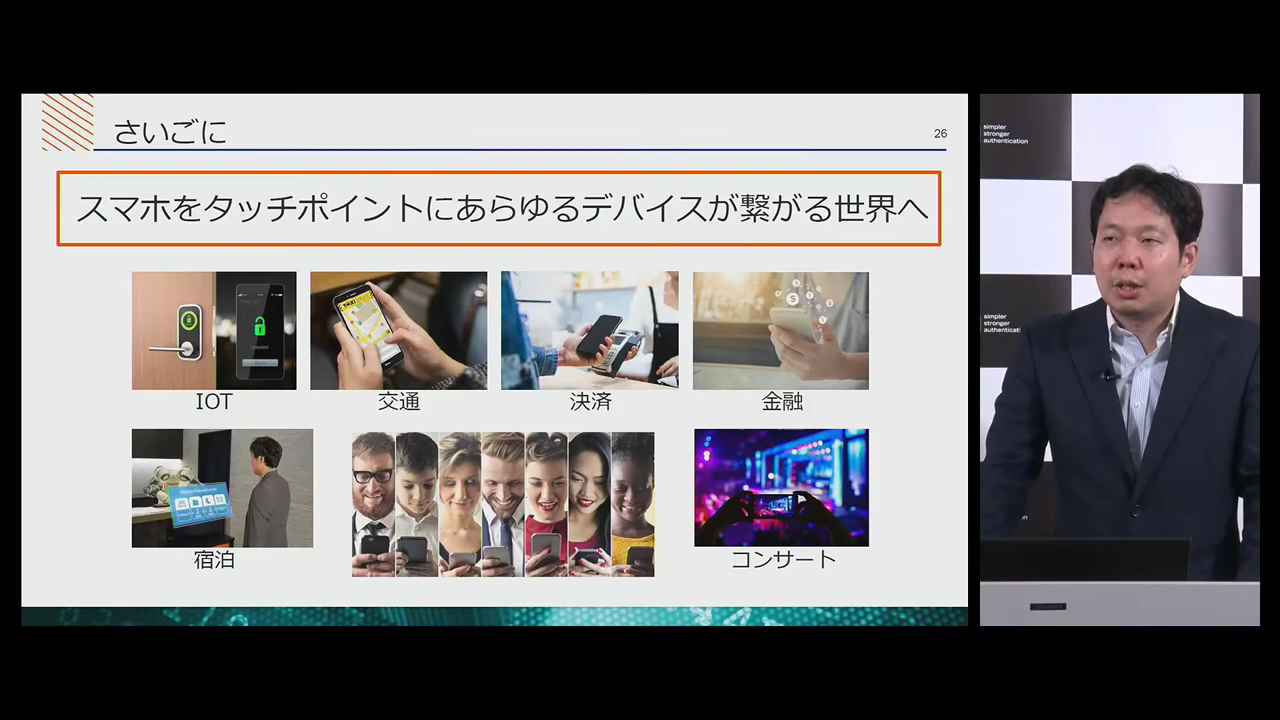 さいごに
26
スマホをタッチポイントにあらゆるデバイスが繋がる世界へ
IOT
交通
決済
金融
宿泊
コンサート
simpler
stronger
authentication
simpler
stronger